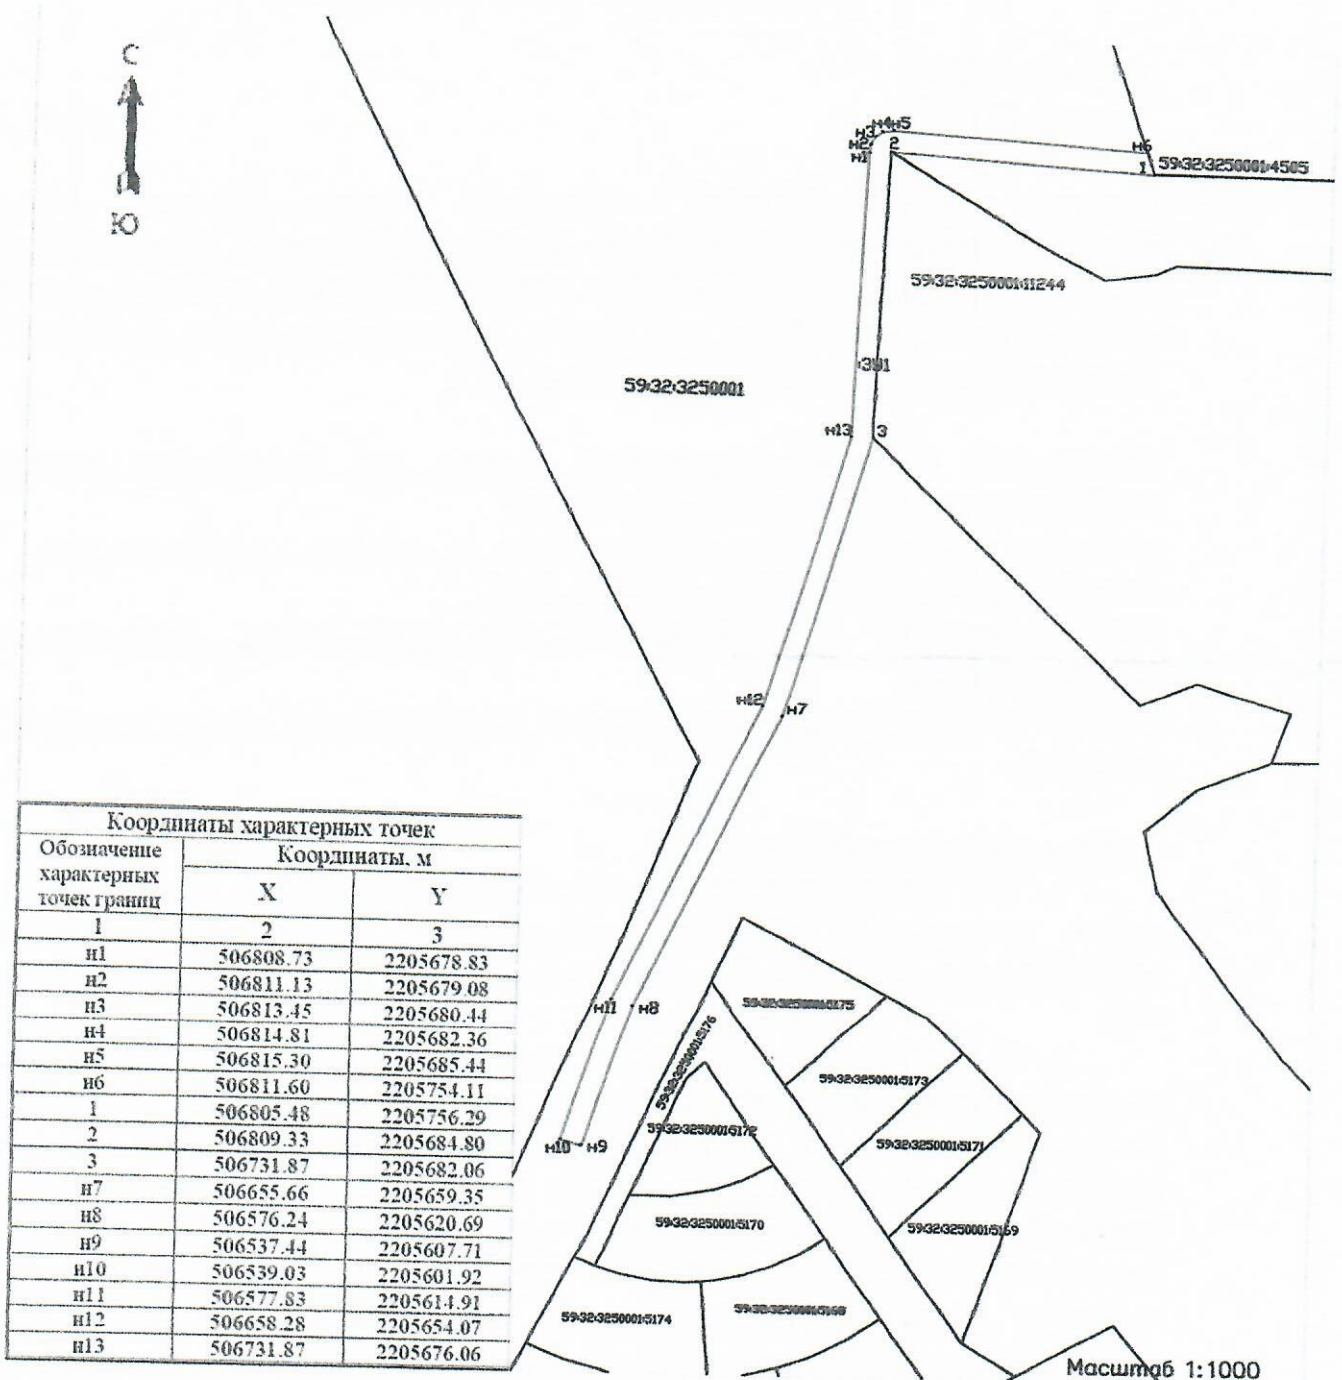 С
Ю
н4 н5
н3
н2 2 н6
н1 1 59:32:3250001:4505
59:32:3250001:11244
:ЗУ1
59:32:3250001
н13 3
н12
н7
Координаты характерных точек
Обозначение характерных точек границ Координаты, м
X Y
1 2 3
н1 506808.73 2205678.83
н2 506811.13 2205679.08
н3 506813.45 2205680.44
н4 506814.81 2205682.36
н5 506815.30 2205685.44
н6 506811.60 2205754.11
1 506805.48 2205756.29
2 506809.33 2205684.80
3 506731.87 2205682.06
н7 506655.66 2205659.35
н8 506576.24 2205620.69
н9 506537.44 2205607.71
н10 506539.03 2205601.92
н11 506577.83 2205614.91
н12 506658.28 2205654.07
н13 506731.87 2205676.06
н11 н8
59:32:3250001:5175
59:32:3250001:5176
59:32:3250001:5173
59:32:3250001:5172
59:32:3250001:5171
н10 н9
59:32:3250001:5170
59:32:3250001:5169
59:32:3250001:5174
59:32:3250001:5168
Масштаб 1:1000